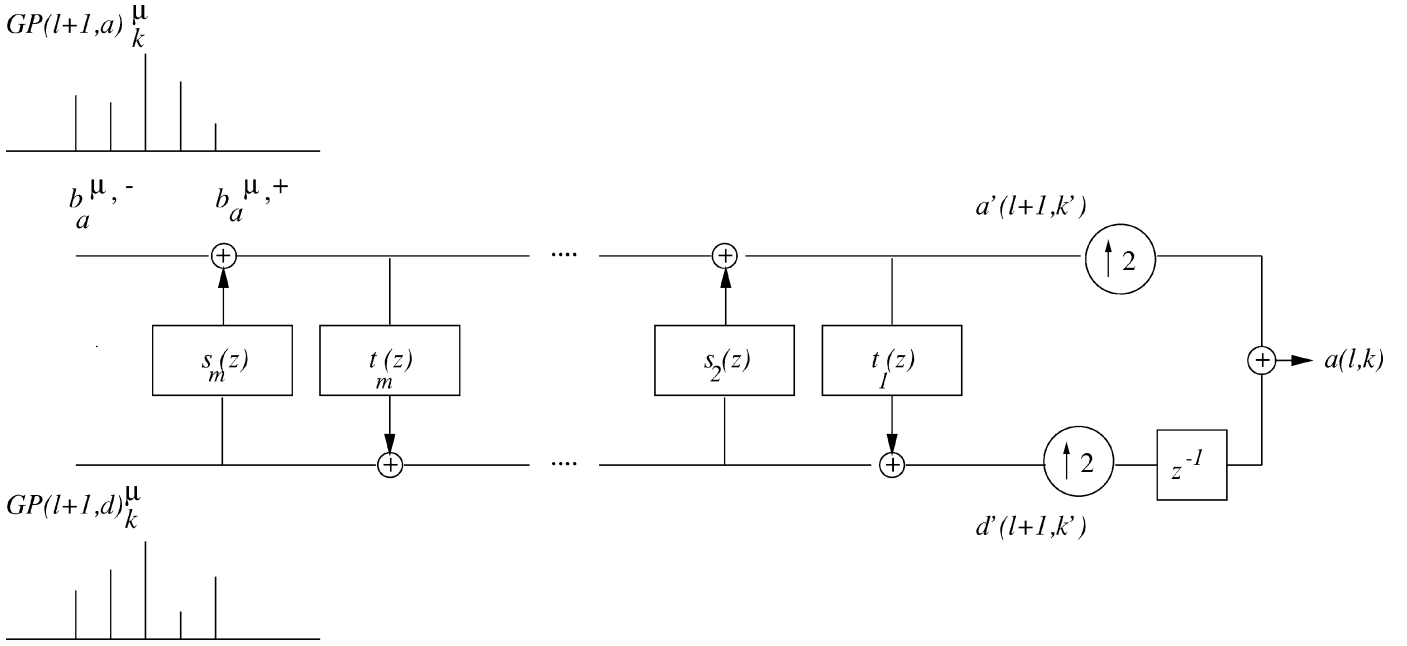 GP(l+1,a) μ k
b a μ,- b a μ,+
a'(l+1,k')
+ .... + ↑2
s m (z) t m (z) s 2 (z) t 1 (z) + a(l,k)
+ .... + ↑2 z -1
GP(l+1,d) μ k
d'(l+1,k')